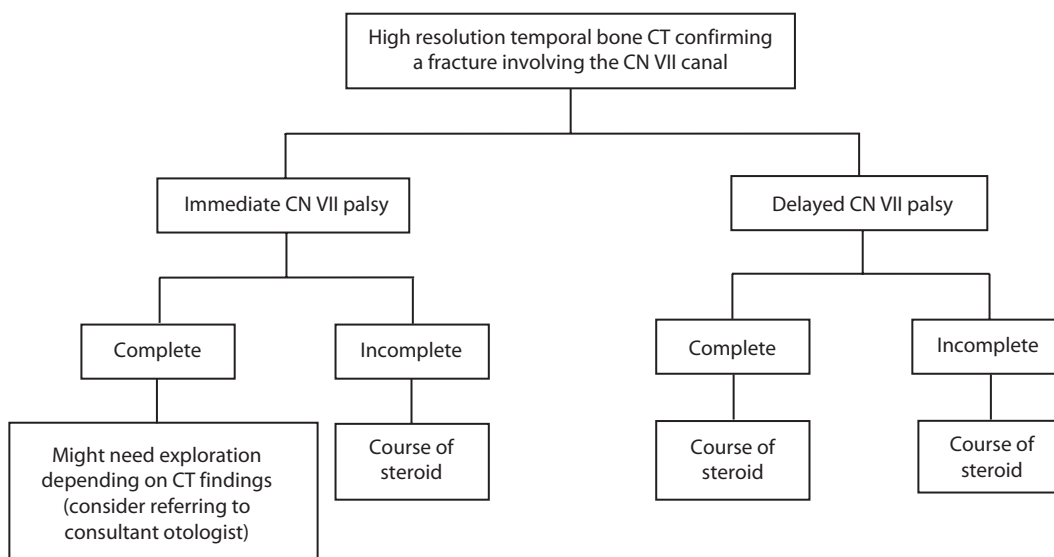 High resolution temporal bone CT confirming
a fracture involving the CN VII canal
Immediate CN VII palsy
Delayed CN VII palsy
Complete
Incomplete
Complete
Incomplete
Might need exploration
depending on CT findings
(consider referring to
consultant otologist)
Course of
steroid
Course of
steroid
Course of
steroid